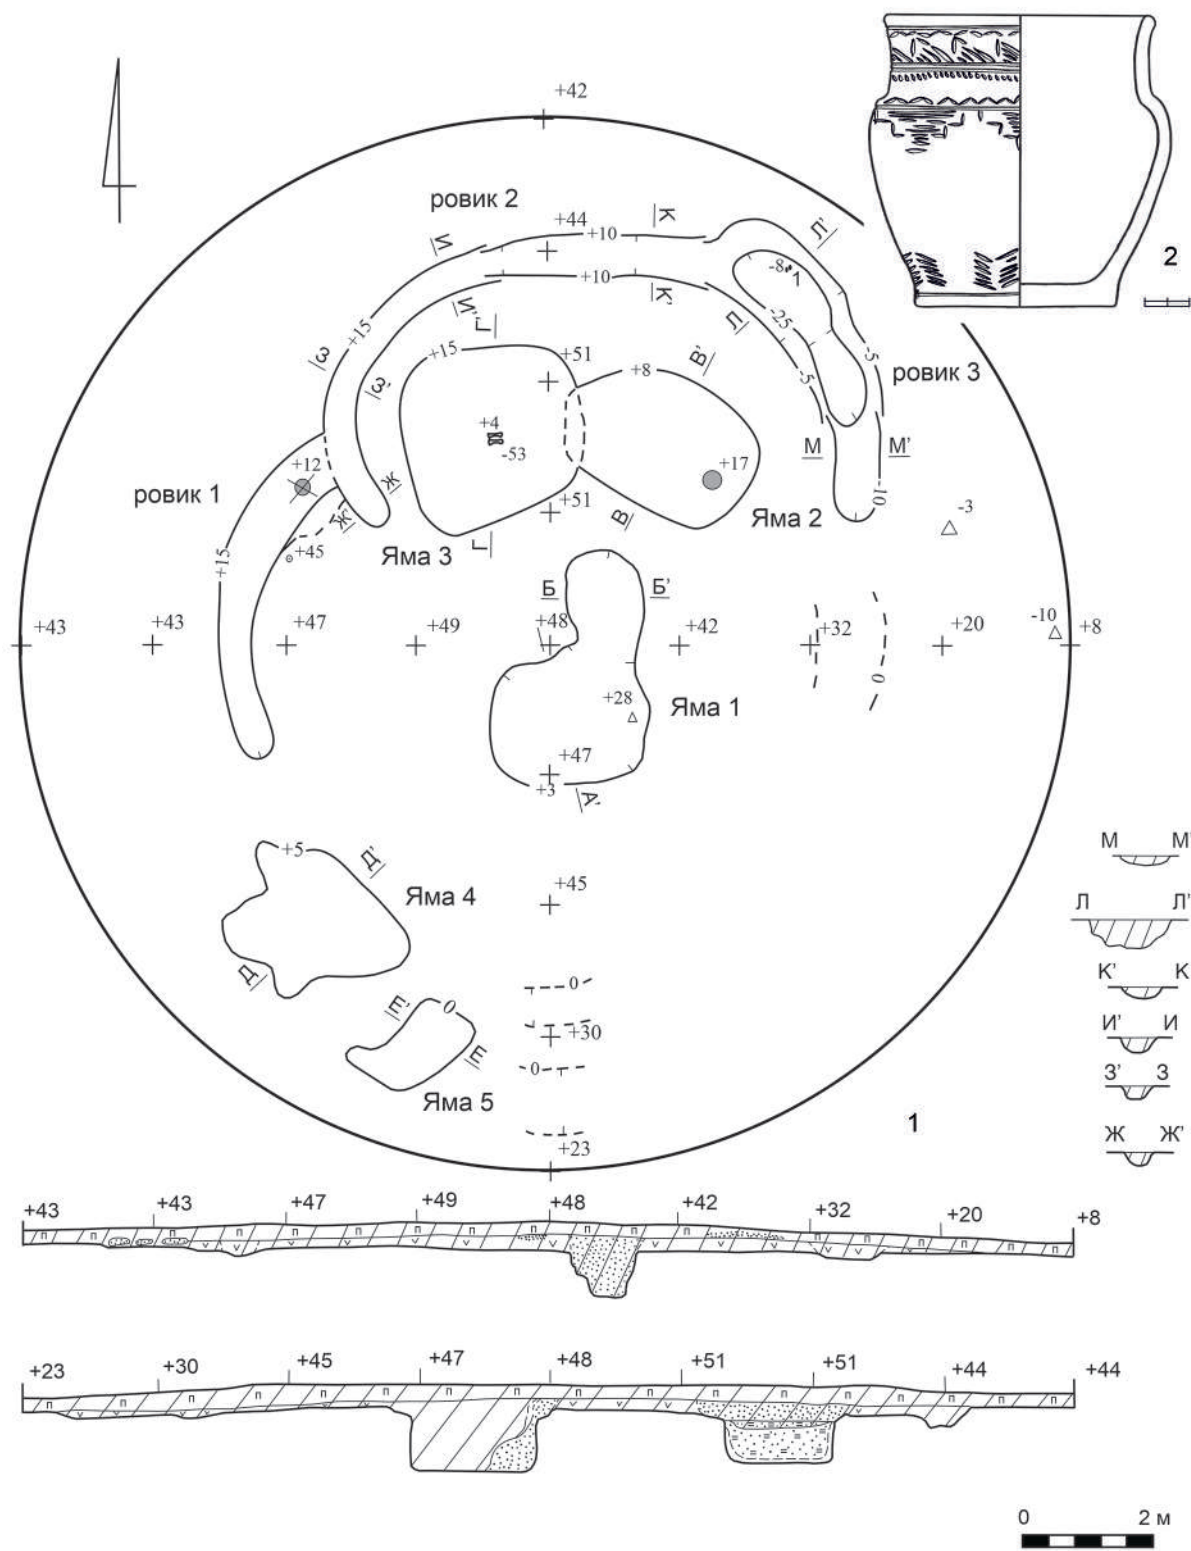 +42
2
ровик 2
+44
К
+10
И
Л'
-8
1
+10
И'
Г
К'
Л
-25
+15
З
+15
+51
В'
-5
-5
ровик 3
З'
+8
+4
-53
М
М'
+12
ровик 1
Ж
+17
-10
-3
Ж'
+51
В
Яма 2
Яма 3
Г
+45
+15
Б
Б'
+43
+43
+47
+49
+48
+42
+32
+20
-10
+8
0
+28
Яма 1
+47
+3
А'
+5
Д'
Яма 4
+45
Д
М М'
Л Л'
К' К
И' И
З' З
Ж Ж'
0
Е'
0
+30
Е
0
Яма 5
1
+23
+43 +43 +47 +49 +48 +42 +32 +20 +8
п п п п п п п п п п п п п п п
v v v v v v v v v v v
+23 +30 +45 +47 +48 +51 +51 +44 +44
п п п п п п п п п п п п п
v v v v v v v v v
0 2 м